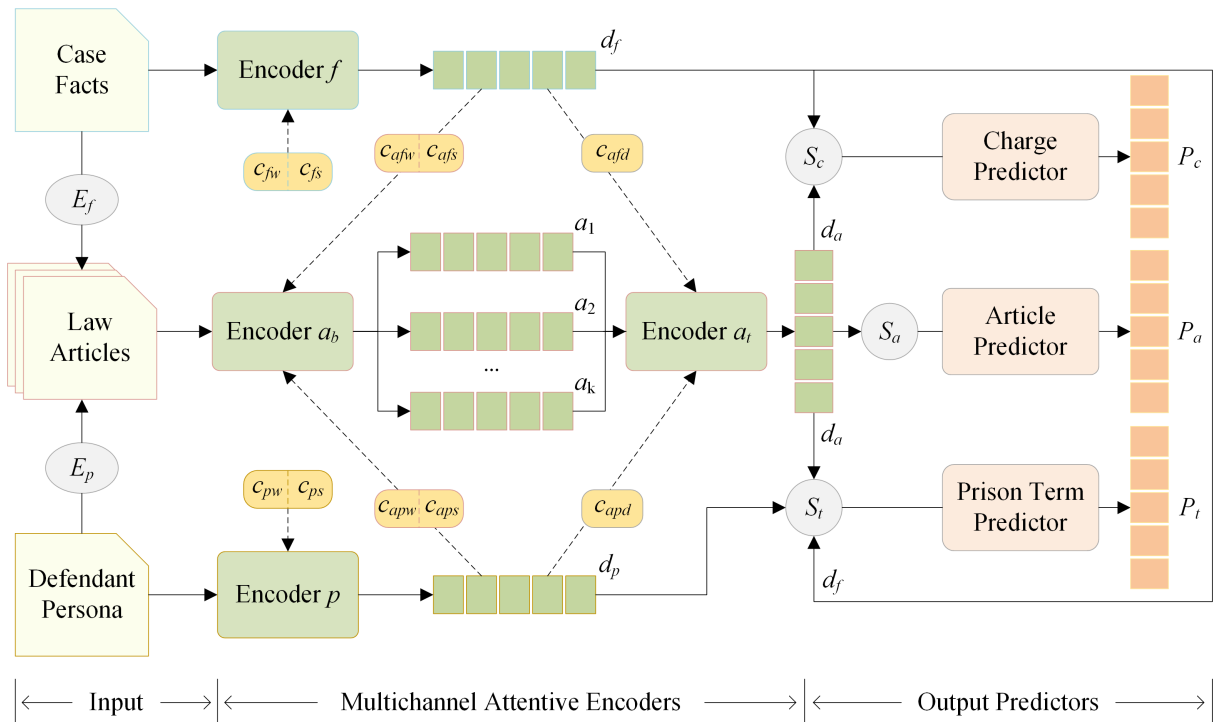 Case
Facts
Encoder f
d_f
c_fw c_fs
c_afw c_afs
c_afd
S_c
Charge
Predictor
P_c
E_f
a_1
d_a
Law
Articles
Encoder a_b
a_2
...
a_k
Encoder a_t
S_a
Article
Predictor
P_a
d_a
E_p
c_pw c_ps
c_apw c_aps
c_apd
S_t
Prison Term
Predictor
P_t
Defendant
Persona
Encoder p
d_p
d_f
Input
Multichannel Attentive Encoders
Output Predictors